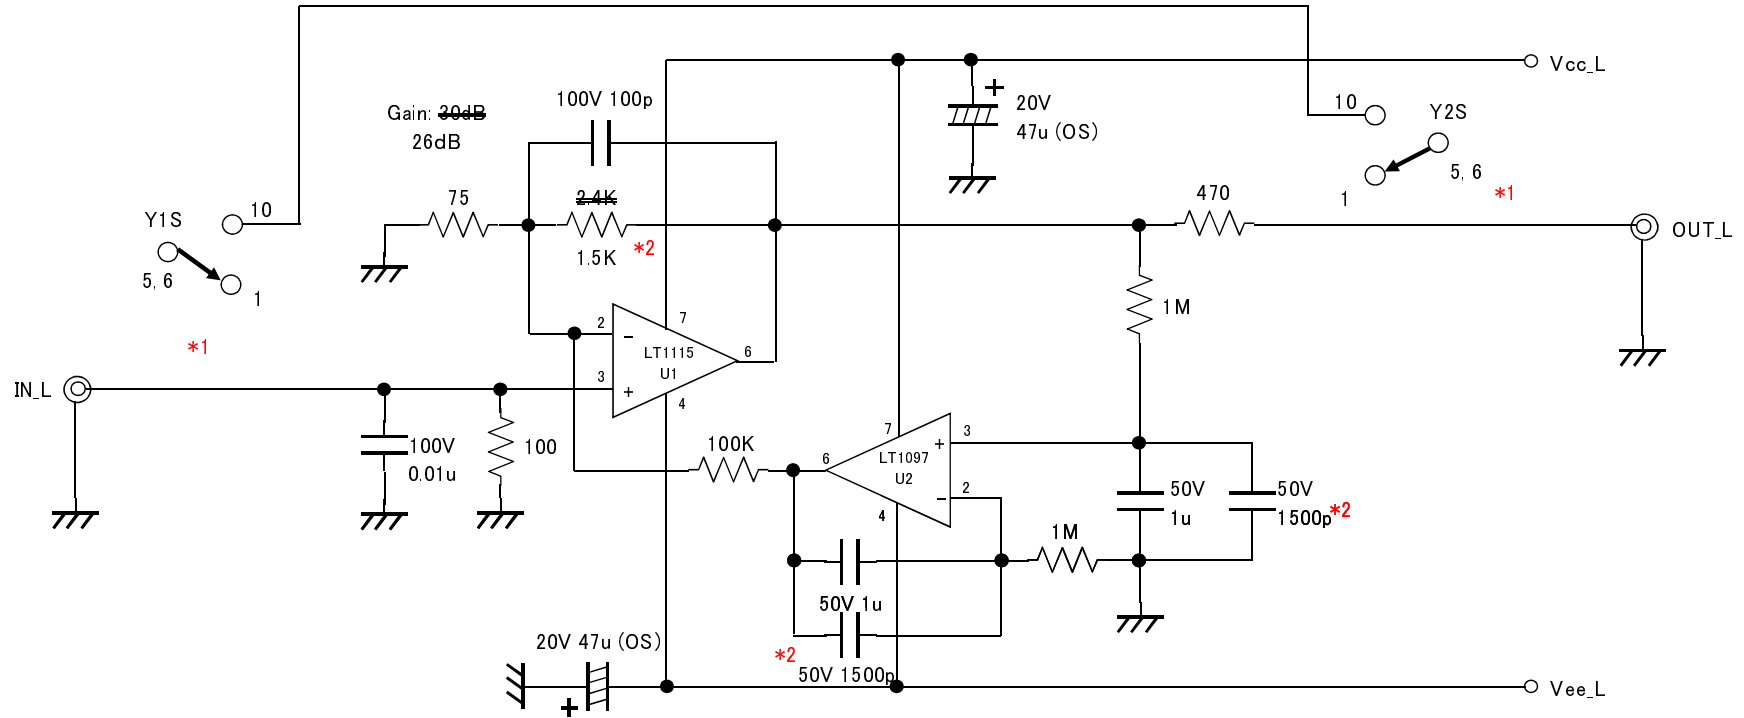 Vcc_L
100V 100p
Gain: 30dB
26dB
20V
47u (OS)
10
Y2S
5, 6
*1
1
75
2.4K
1.5K
*2
470
OUT_L
10
Y1S
5, 6
1
*1
1M
2
7
LT1115
U1
6
3
4
IN_L
100V
0.01u
100
100K
7
3
6
LT1097
U2
2
4
50V
1u
50V
1500p
*2
1M
50V 1u
*2
50V 1500p
20V 47u (OS)
Vee_L